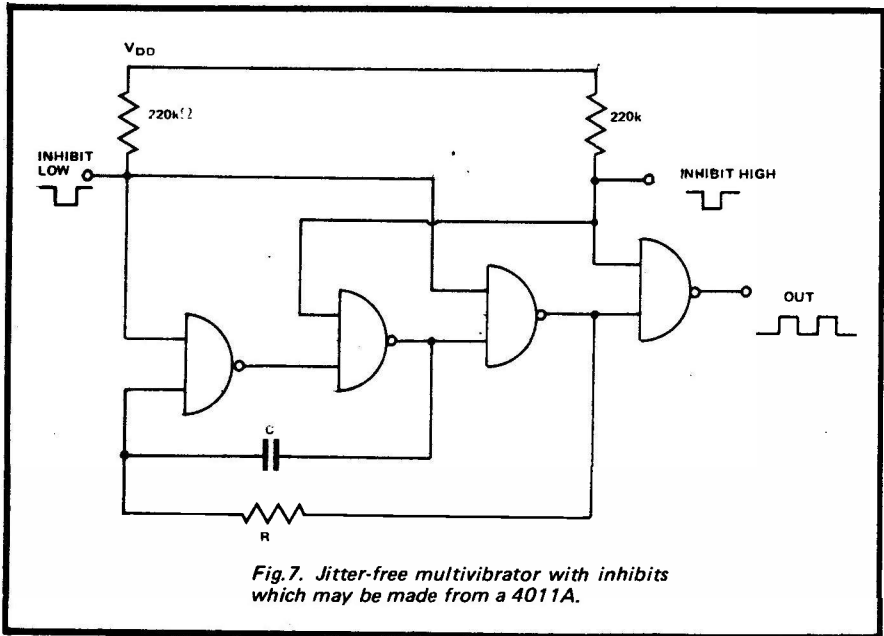 V_DD
220kΩ
220k
INHIBIT
LOW
INHIBIT HIGH
OUT
C
R
Fig. 7. Jitter-free multivibrator with inhibits
which may be made from a 4011A.